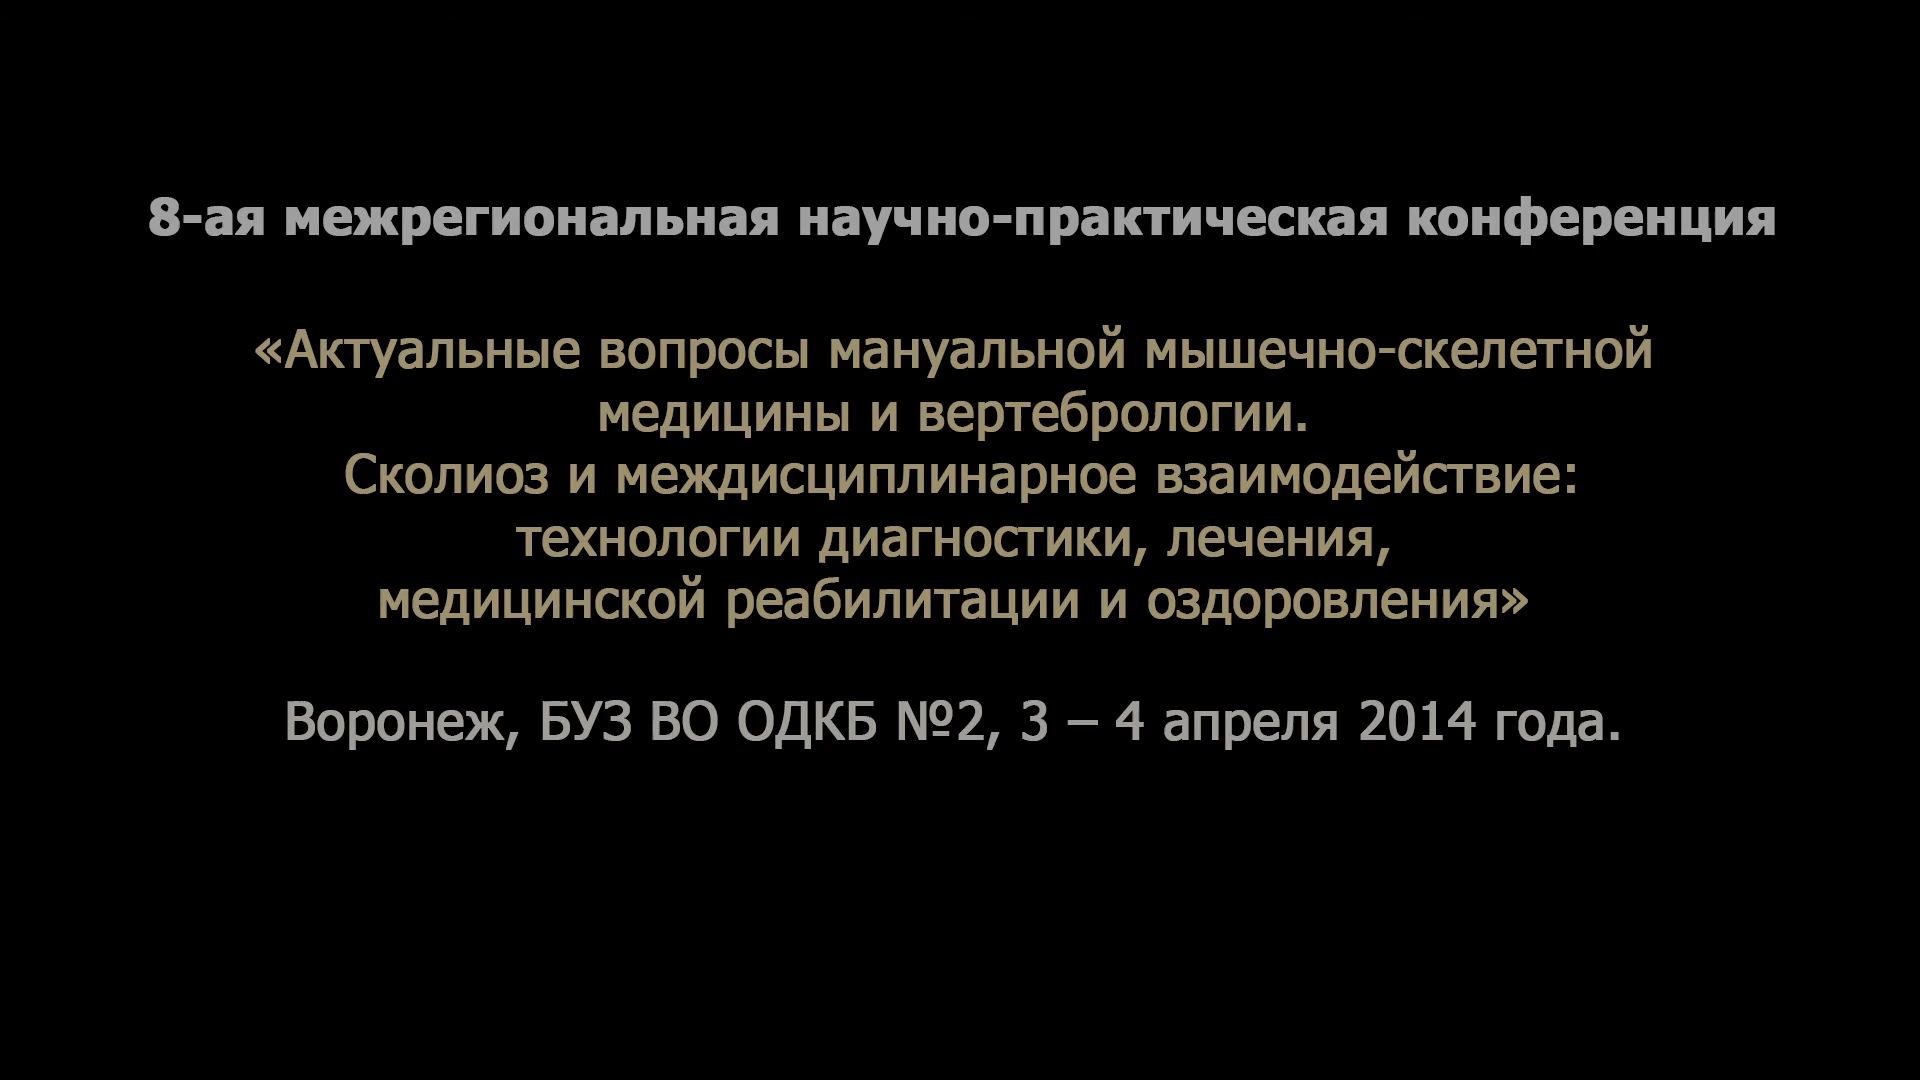 8-ая межрегиональная научно-практическая конференция
«Актуальные вопросы мануальной мышечно-скелетной
медицины и вертебрологии.
Сколиоз и междисциплинарное взаимодействие:
технологии диагностики, лечения,
медицинской реабилитации и оздоровления»
Воронеж, БУЗ ВО ОДКБ №2, 3 – 4 апреля 2014 года.